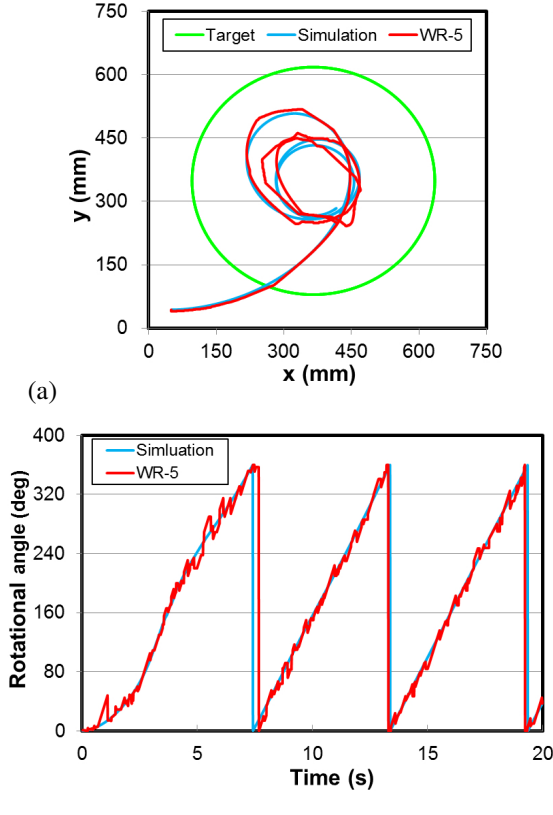 750
Target Simulation WR-5
600
450
300
150
0
y (mm)
0 150 300 450 600 750
x (mm)
(a)
400
Simluation
WR-5
320
240
160
80
0
Rotational angle (deg)
0 5 10 15 20
Time (s)